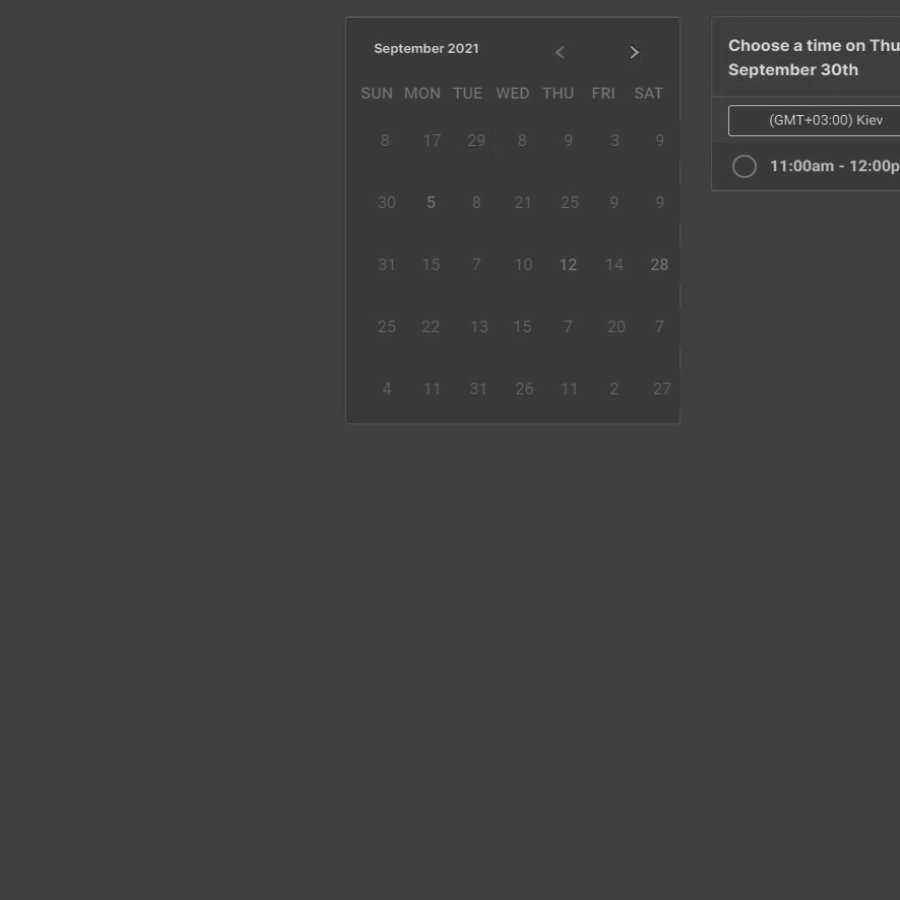 September 2021
SUN MON TUE WED THU FRI SAT
8 17 29 8 9 3 9
30 5 8 21 25 9 9
31 15 7 10 12 14 28
25 22 13 15 7 20 7
4 11 31 26 11 2 27
Choose a time on Thu
September 30th
(GMT+03:00) Kiev
11:00am - 12:00p